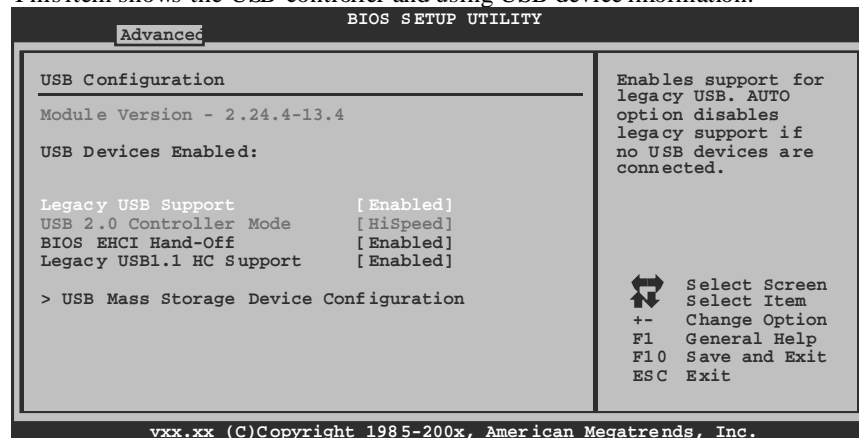 This item shows the USB controller and using USB device information.
BIOS SETUP UTILITY
Advanced
USB Configuration
Module Version - 2.24.4-13.4
USB Devices Enabled:
Legacy USB Support [Enabled]
USB 2.0 Controller Mode [HiSpeed]
BIOS EHCI Hand-Off [Enabled]
Legacy USB1.1 HC Support [Enabled]
> USB Mass Storage Device Configuration
Enables support for
legacy USB. AUTO
option disables
legacy support if
no USB devices are
connected.
Select Screen
Select Item
+- Change Option
F1 General Help
F10 Save and Exit
ESC Exit
vxx.xx (C)Copyright 1985-200x, American Megatrends, Inc.